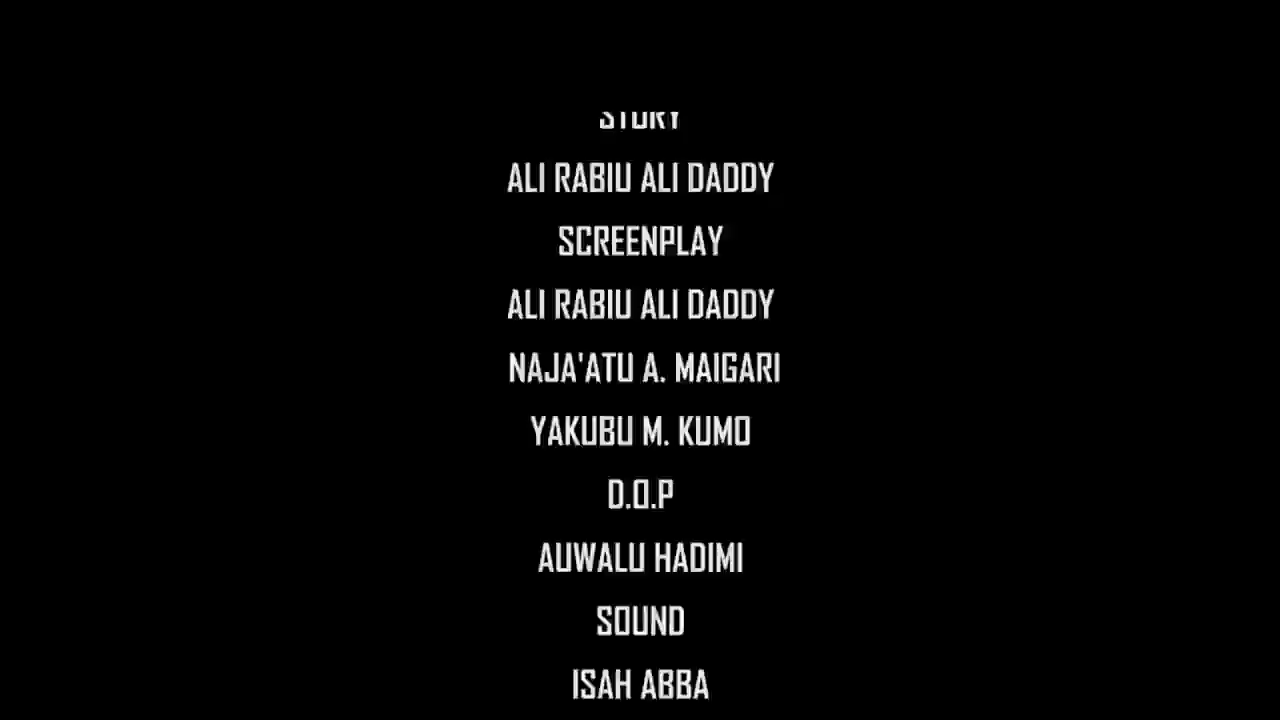 STORY
ALI RABIU ALI DADDY
SCREENPLAY
ALI RABIU ALI DADDY
NAJA'ATU A. MAIGARI
YAKUBU M. KUMO
D.O.P
AUWALU HADIMI
SOUND
ISAH ABBA